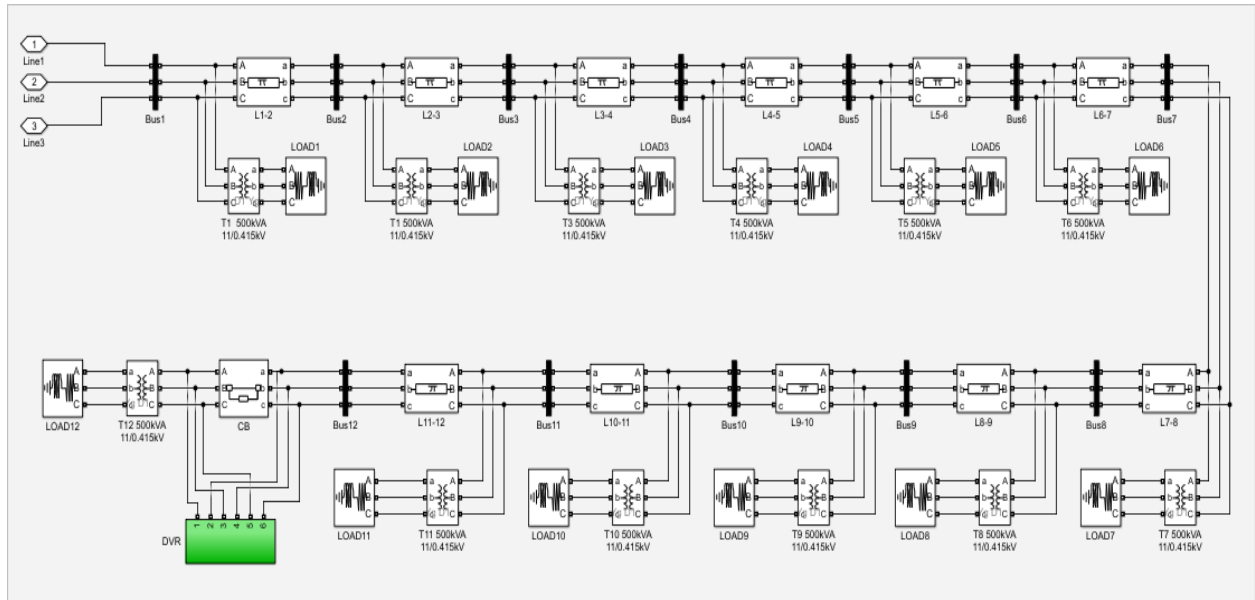 1
Line1
2
Line2
3
Line3
Bus1
A a
B b
C c
L1-2
Bus2
A a
B b
C c
L2-3
Bus3
A a
B b
C c
L3-4
Bus4
A a
B b
C c
L4-5
Bus5
A a
B b
C c
L5-6
Bus6
A a
B b
C c
L6-7
Bus7
LOAD1
LOAD2
LOAD3
LOAD4
LOAD5
LOAD6
T1 500kVA
11/0.415kV
T1 500kVA
11/0.415kV
T3 500kVA
11/0.415kV
T4 500kVA
11/0.415kV
T5 500kVA
11/0.415kV
T6 500kVA
11/0.415kV
LOAD12
T12 500kVA
11/0.415kV
CB
Bus12
L11-12
Bus11
L10-11
Bus10
L9-10
Bus9
L8-9
Bus8
L7-8
DVR
1 2 3 4 5 6
LOAD11
T11 500kVA
11/0.415kV
LOAD10
T10 500kVA
11/0.415kV
LOAD9
T9 500kVA
11/0.415kV
LOAD8
T8 500kVA
11/0.415kV
LOAD7
T7 500kVA
11/0.415kV